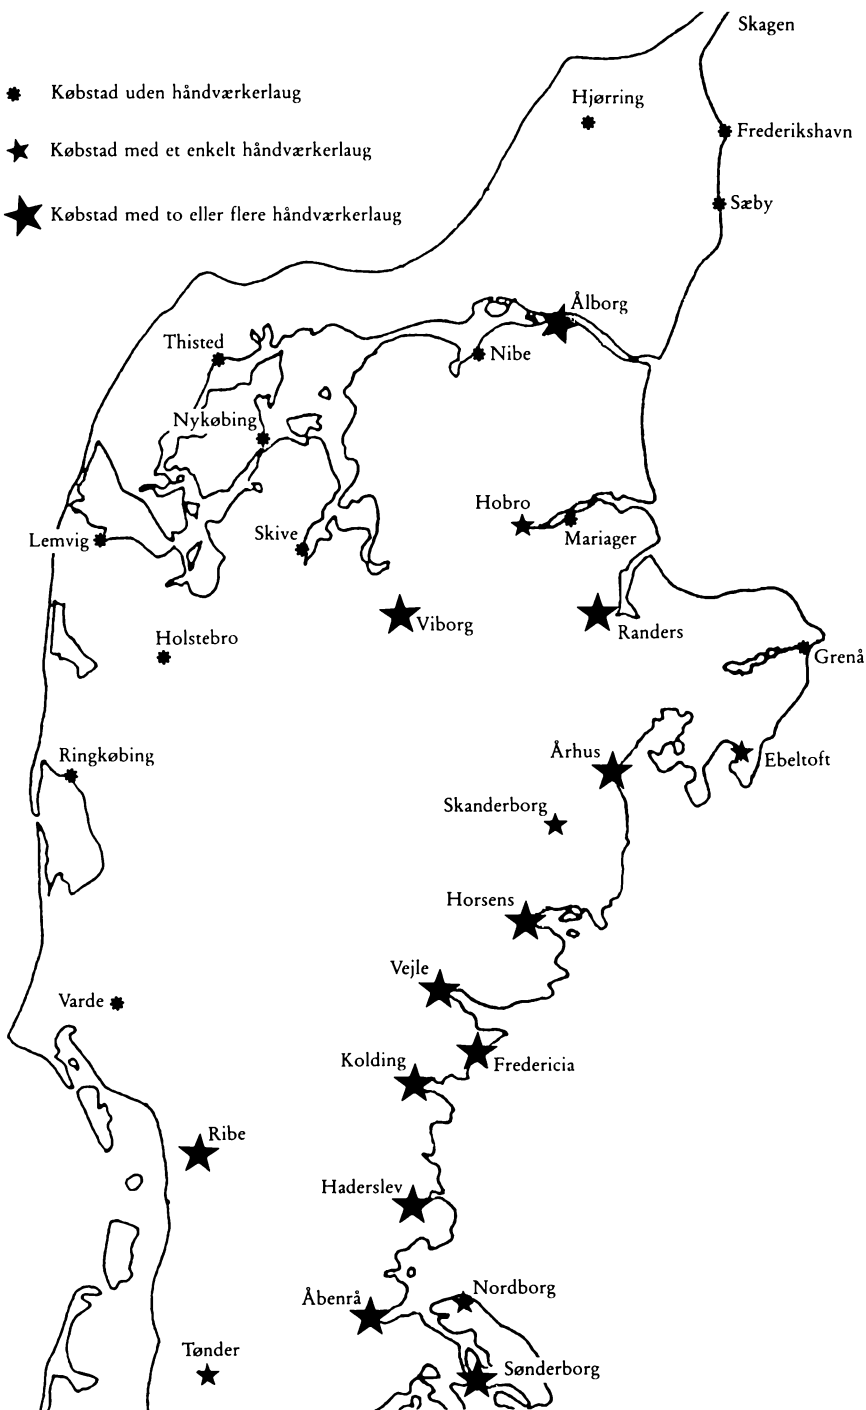 Skagen
Købstad uden håndværkerlaug
Hjørring
Frederikshavn
Købstad med et enkelt håndværkerlaug
Sæby
Købstad med to eller flere håndværkerlaug
Ålborg
Thisted
Nibe
Nykøbing
Hobro
Skive
Mariager
Lemvig
Viborg
Randers
Holstebro
Grenå
Århus
Ringkøbing
Ebeltoft
Skanderborg
Horsens
Vejle
Varde
Kolding
Fredericia
Ribe
Haderslev
Nordborg
Åbenrå
Tønder
Sønderborg